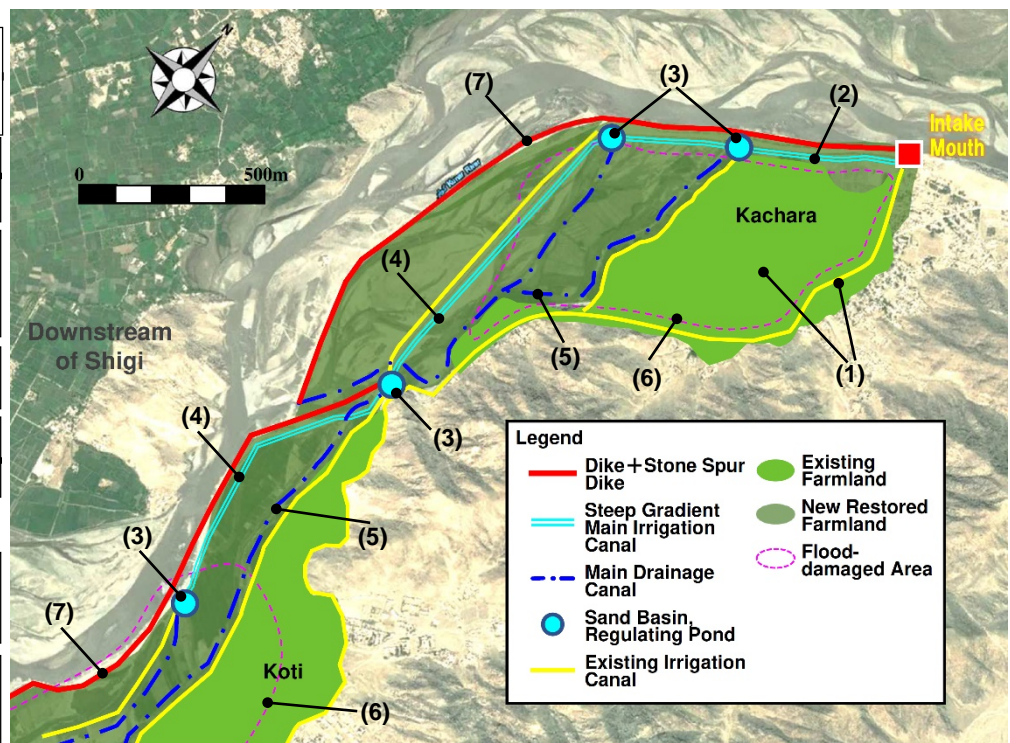 N
(7)
(3)
(2)
Intake
Mouth
0
500m
Kachara
(4)
Downstream
of Shigi
(5)
(6)
(1)
(4)
(3)
(5)
(3)
(7)
Koti
(6)
Legend
Dike+Stone Spur
Dike
Steep Gradient
Main Irrigation
Canal
Main Drainage
Canal
Sand Basin,
Regulating Pond
Existing Irrigation
Canal
Existing
Farmland
New Restored
Farmland
Flood-
damaged Area